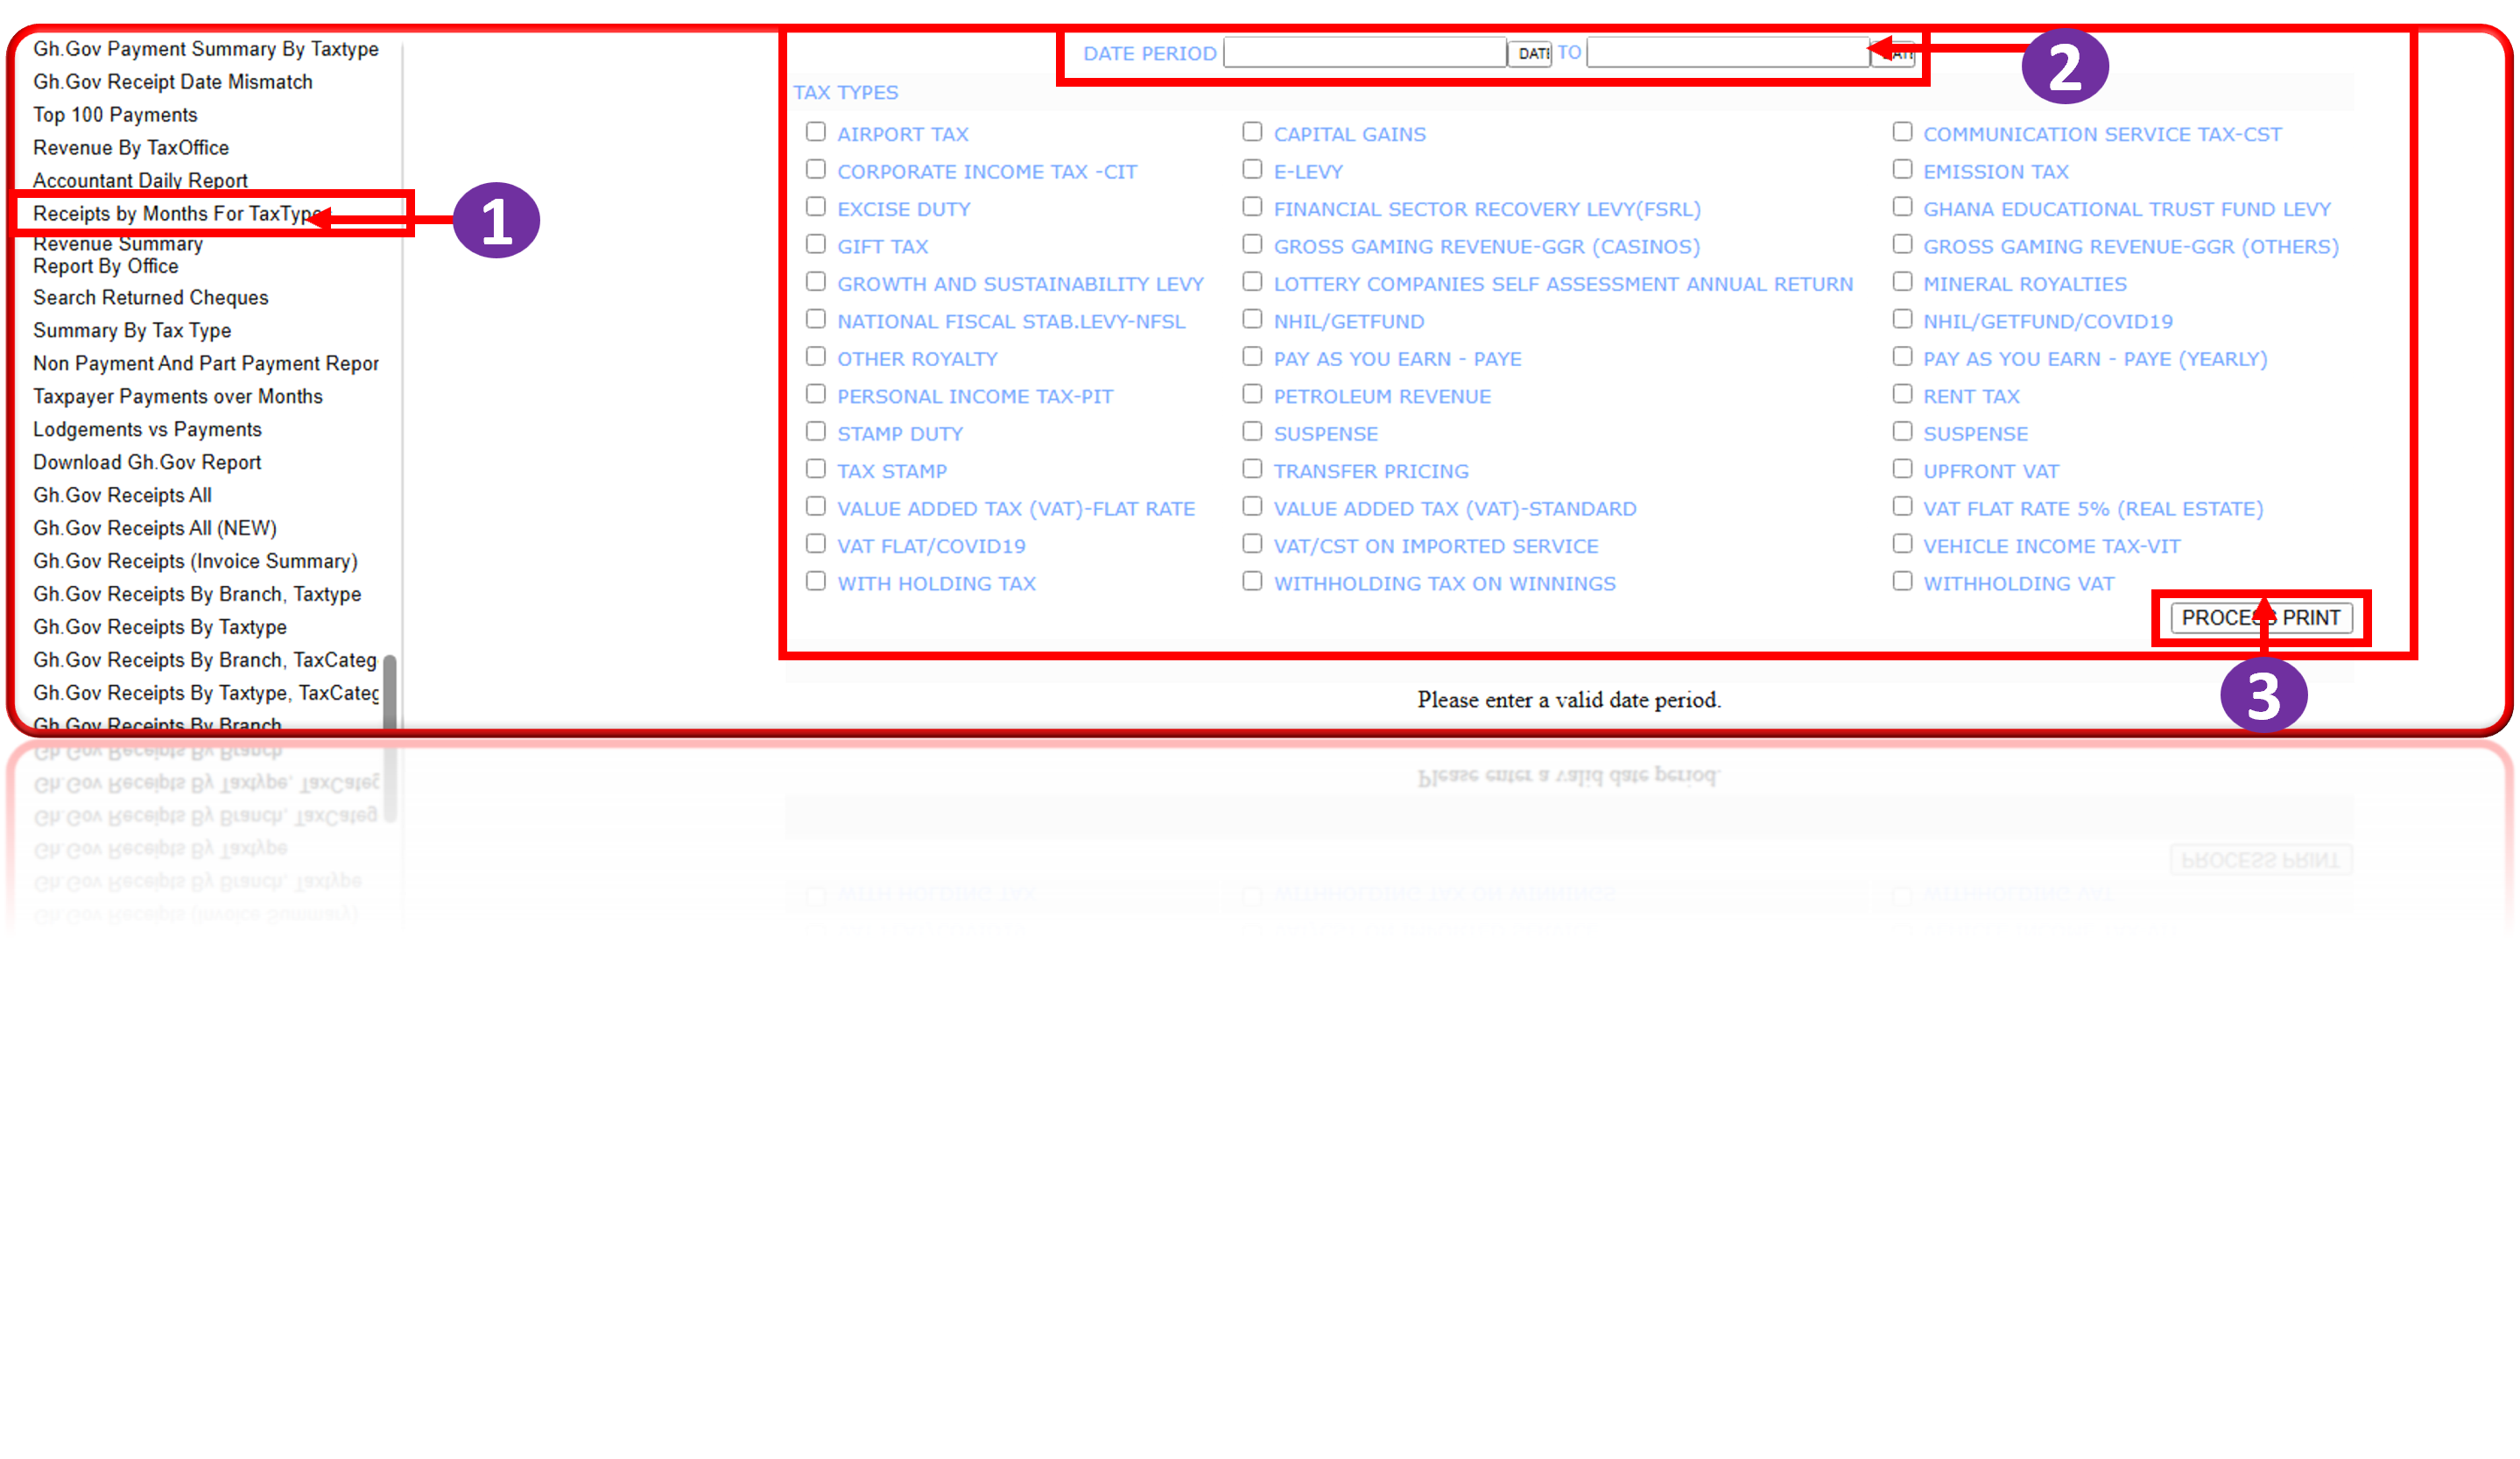 Gh.Gov Payment Summary By Taxtype
Gh.Gov Receipt Date Mismatch
Top 100 Payments
Revenue By TaxOffice
Accountant Daily Report
Receipts by Months For TaxType
Revenue Summary
Report By Office
Search Returned Cheques
Summary By Tax Type
Non Payment And Part Payment Repor
Taxpayer Payments over Months
Lodgements vs Payments
Download Gh.Gov Report
Gh.Gov Receipts All
Gh.Gov Receipts All (NEW)
Gh.Gov Receipts (Invoice Summary)
Gh.Gov Receipts By Branch, Taxtype
Gh.Gov Receipts By Taxtype
Gh.Gov Receipts By Branch, TaxCateg
Gh.Gov Receipts By Taxtype, TaxCateg
Gh.Gov Receipts By Branch
1
DATE PERIOD DATE TO DATE
2
TAX TYPES
AIRPORT TAX CAPITAL GAINS COMMUNICATION SERVICE TAX-CST
CORPORATE INCOME TAX -CIT E-LEVY EMISSION TAX
EXCISE DUTY FINANCIAL SECTOR RECOVERY LEVY(FSRL) GHANA EDUCATIONAL TRUST FUND LEVY
GIFT TAX GROSS GAMING REVENUE-GGR (CASINOS) GROSS GAMING REVENUE-GGR (OTHERS)
GROWTH AND SUSTAINABILITY LEVY LOTTERY COMPANIES SELF ASSESSMENT ANNUAL RETURN MINERAL ROYALTIES
NATIONAL FISCAL STAB.LEVY-NFSL NHIL/GETFUND NHIL/GETFUND/COVID19
OTHER ROYALTY PAY AS YOU EARN - PAYE PAY AS YOU EARN - PAYE (YEARLY)
PERSONAL INCOME TAX-PIT PETROLEUM REVENUE RENT TAX
STAMP DUTY SUSPENSE SUSPENSE
TAX STAMP TRANSFER PRICING UPFRONT VAT
VALUE ADDED TAX (VAT)-FLAT RATE VALUE ADDED TAX (VAT)-STANDARD VAT FLAT RATE 5% (REAL ESTATE)
VAT FLAT/COVID19 VAT/CST ON IMPORTED SERVICE VEHICLE INCOME TAX-VIT
WITH HOLDING TAX WITHHOLDING TAX ON WINNINGS WITHHOLDING VAT
PROCESS PRINT
3
Please enter a valid date period.